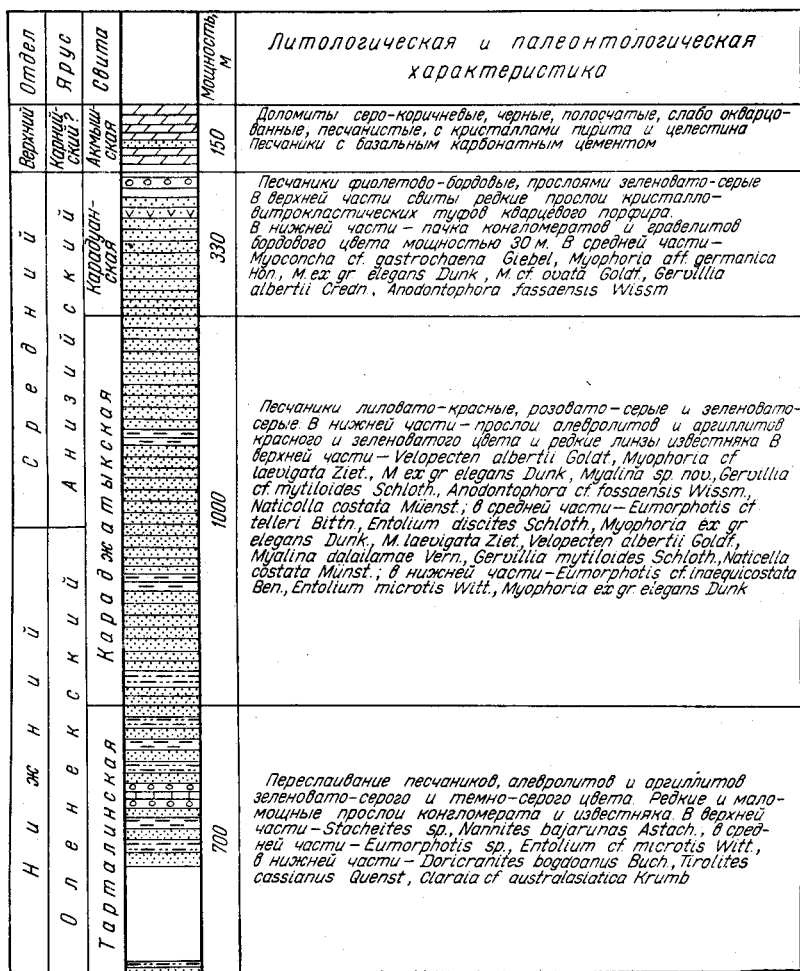 Отдел
Ярус
Свита
Мощность, м
Литологическая и палеонтологическая
характеристика
Верхний
Карний-
ский?
Акмыш-
ская
150
Доломиты серо-коричневые, черные, полосчатые, слабо окварцо-
ванные, песчанистые, с кристаллами пирита и целестина
Песчаники с базальным карбонатным цементом
Средний
Анизийский
Карадуан-
ская
330
Песчаники фиолетово-бордовые, прослоями зеленовато-серые
В верхней части свиты редкие прослои кристалло-
витрокластических туфов кварцевого порфира.
В нижней части – пачка конгломератов и гравелитов
бордового цвета мощностью 30 м. В средней части–
Myoconcha cf. gastrochaena Giebel, Myophoria aff. germanica
Hön., M. ex gr elegans Dunk, M. cf. ovata Goldf., Gervillia
albertii Credn., Anodontophora fassaensis Wissm
Караджатыкская
1000
Песчаники лиловато-красные, розовато-серые и зеленовато-
серые. В нижней части – прослои алевролитов и аргиллитов
красного и зеленоватого цвета и редкие линзы известняка В
верхней части – Velopecten albertii Goldt, Myophoria cf
laevigata Ziet., M ex gr elegans Dunk, Myalina sp. nov., Gervillia
cf. mytiloides Schloth., Anodontophora cf. fossaensis Wissm.,
Naticolla costata Müenst.; в средней части – Eumorphotis cf
telleri Bittn., Entolium discites Schloth., Myophoria ex gr
elegans Dunk., M. laevigata Ziet., Velopecten albertii Goldf.,
Myalina dalailamae Vern., Gervillia mytiloides Schloth., Naticella
costata Münst.; в нижней части – Eumorphotis cf. inaequicostata
Ben., Entolium microtis Witt., Myophoria ex gr. elegans Dunk
Нижний
Оленекский
Тарталинская
700
Переслаивание песчаников, алевролитов и аргиллитов
зеленовато-серого и темно-серого цвета. Редкие и мало-
мощные прослои конгломерата и известняка. В верхней
части – Stacheites sp., Nannites bajarunas Astach., в сред-
ней части – Eumorphotis sp., Entolium cf microtis Witt.,
в нижней части – Doricranites bogdoanus Buch, Tirolites
cassianus Quenst, Claraia cf australasiatica Krumb